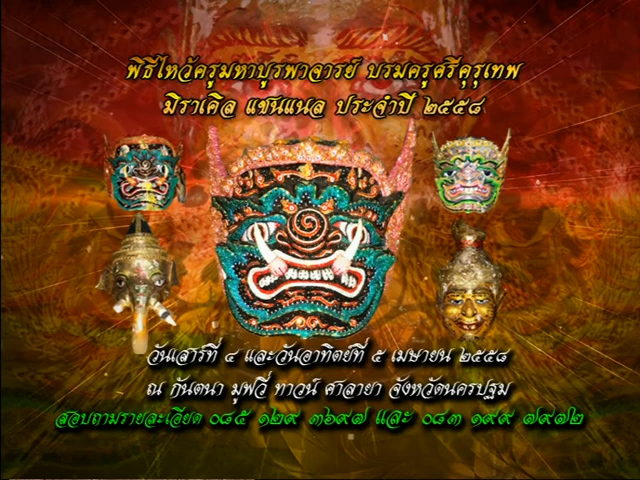 พิธีไหว้ครูมหาบูรพาจารย์ บรมครูตรีคุรุเทพ
มิราเคิล แชนแนล ประจำปี ๒๕๕๘
วันเสาร์ที่ ๔ และวันอาทิตย์ที่ ๕ เมษายน ๒๕๕๘
ณ กันตนา มูฟวี่ ทาวน์ ศาลายา จังหวัดนครปฐม
สอบถามรายละเอียด ๐๘๕ ๑๒๙ ๓๖๙๗ และ ๐๘๓ ๑๙๙ ๗๙๗๒